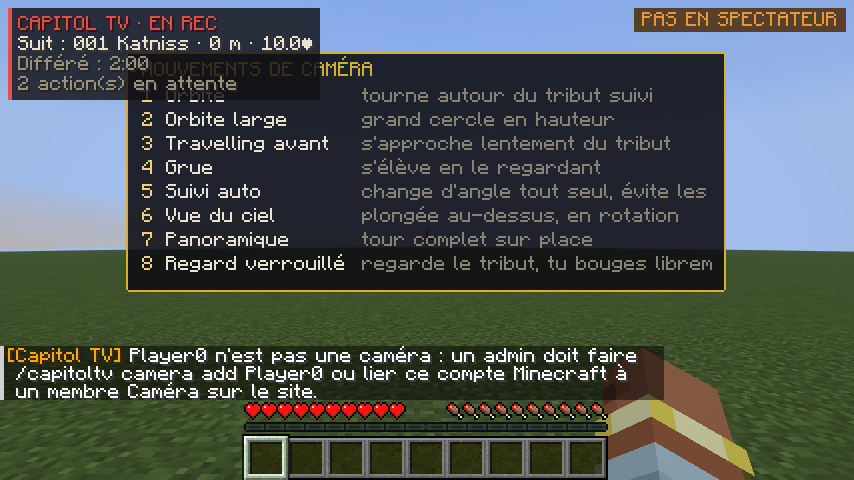 CAPITOL TV · EN REC
Suit : 001 Katniss · 0 m · 10.0♥
Différé : 2:00
2 action(s) en attente
PAS EN SPECTATEUR
MOUVEMENTS DE CAMÉRA
1 Orbite tourne autour du tribut suivi
2 Orbite large grand cercle en hauteur
3 Travelling avant s'approche lentement du tribut
4 Grue s'élève en le regardant
5 Suivi auto change d'angle tout seul, évite les
6 Vue du ciel plongée au-dessus, en rotation
7 Panoramique tour complet sur place
8 Regard verrouillé regarde le tribut, tu bouges librem
[Capitol TV] Player0 n'est pas une caméra : un admin doit faire
/capitoltv camera add Player0 ou lier ce compte Minecraft à
un membre Caméra sur le site.